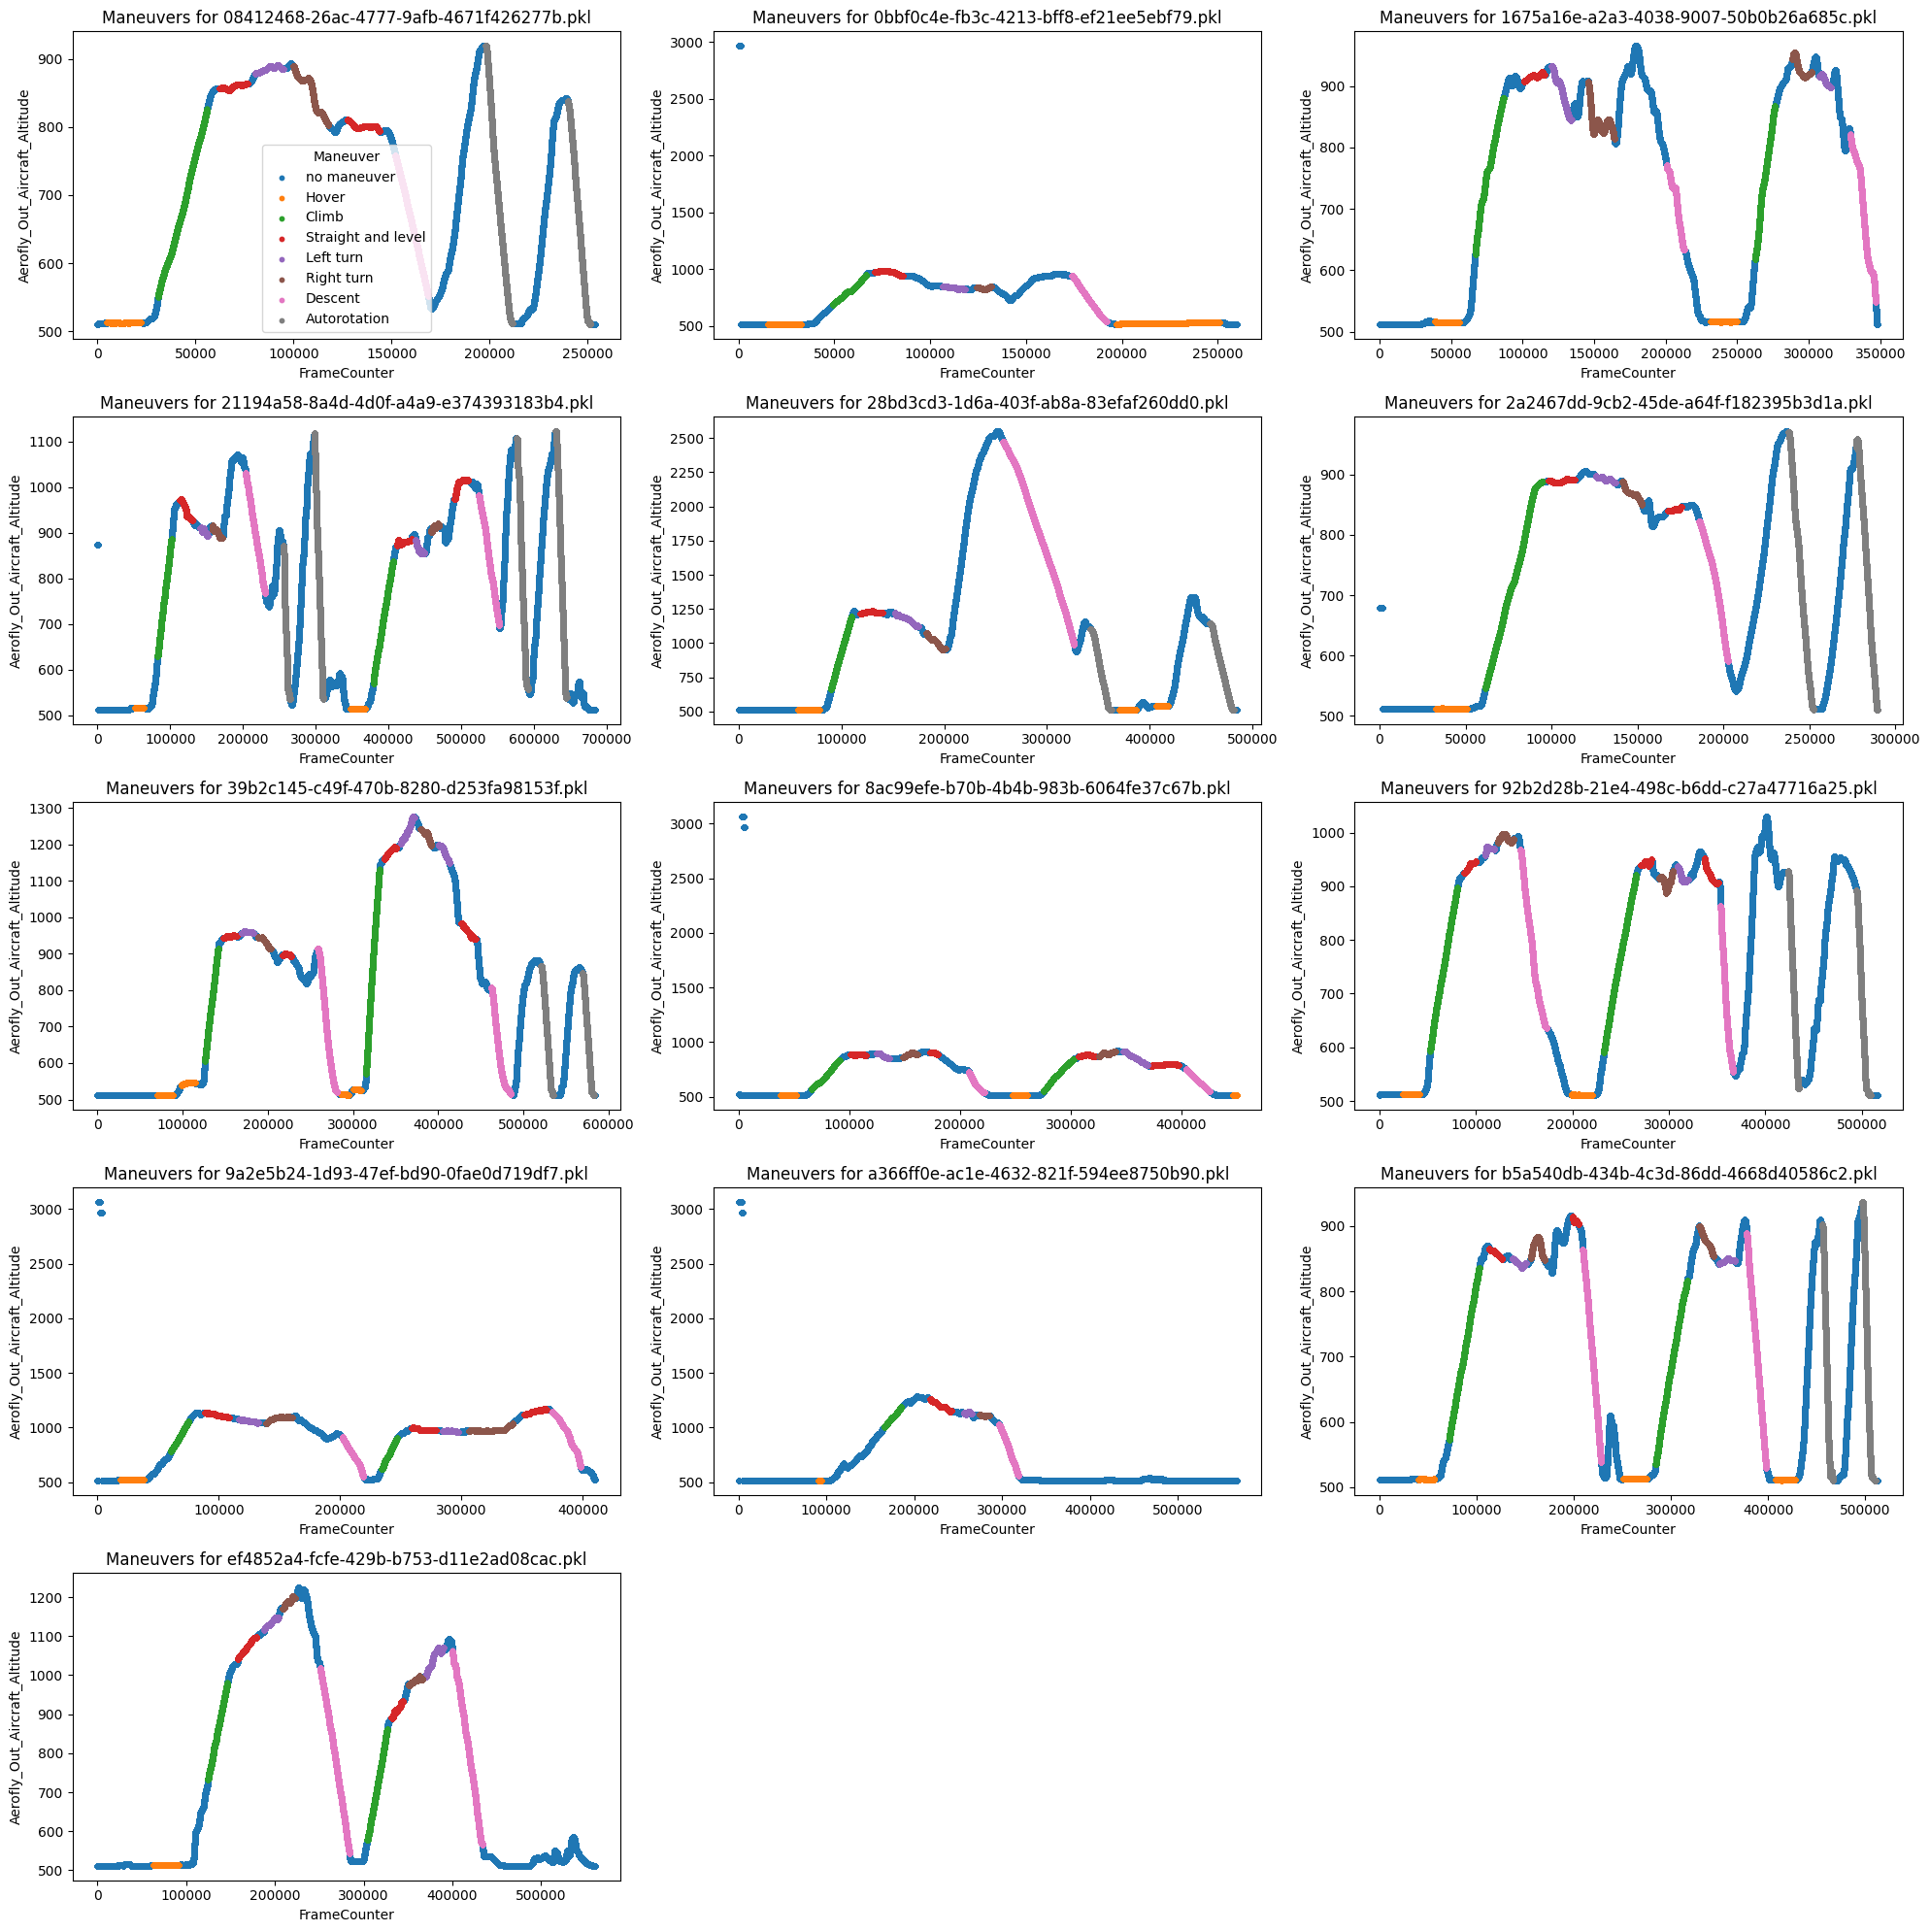 Maneuvers for 08412468-26ac-4777-9afb-4671f426277b.pkl
Aerofly_Out_Aircraft_Altitude
900
800
700
600
500
Maneuver
no maneuver
Hover
Climb
Straight and level
Left turn
Right turn
Descent
Autorotation
0 50000 100000 150000 200000 250000
FrameCounter
Maneuvers for 0bbf0c4e-fb3c-4213-bff8-ef21ee5ebf79.pkl
Aerofly_Out_Aircraft_Altitude
3000
2500
2000
1500
1000
500
0 50000 100000 150000 200000 250000
FrameCounter
Maneuvers for 1675a16e-a2a3-4038-9007-50b0b26a685c.pkl
Aerofly_Out_Aircraft_Altitude
900
800
700
600
500
0 50000 100000 150000 200000 250000 300000 350000
FrameCounter
Maneuvers for 21194a58-8a4d-4d0f-a4a9-e374393183b4.pkl
Aerofly_Out_Aircraft_Altitude
1100
1000
900
800
700
600
500
0 100000 200000 300000 400000 500000 600000 700000
FrameCounter
Maneuvers for 28bd3cd3-1d6a-403f-ab8a-83efaf260dd0.pkl
Aerofly_Out_Aircraft_Altitude
2500
2250
2000
1750
1500
1250
1000
750
500
0 100000 200000 300000 400000 500000
FrameCounter
Maneuvers for 2a2467dd-9cb2-45de-a64f-f182395b3d1a.pkl
Aerofly_Out_Aircraft_Altitude
900
800
700
600
500
0 50000 100000 150000 200000 250000 300000
FrameCounter
Maneuvers for 39b2c145-c49f-470b-8280-d253fa98153f.pkl
Aerofly_Out_Aircraft_Altitude
1300
1200
1100
1000
900
800
700
600
500
0 100000 200000 300000 400000 500000 600000
FrameCounter
Maneuvers for 8ac99efe-b70b-4b4b-983b-6064fe37c67b.pkl
Aerofly_Out_Aircraft_Altitude
3000
2500
2000
1500
1000
500
0 100000 200000 300000 400000
FrameCounter
Maneuvers for 92b2d28b-21e4-498c-b6dd-c27a47716a25.pkl
Aerofly_Out_Aircraft_Altitude
1000
900
800
700
600
500
0 100000 200000 300000 400000 500000
FrameCounter
Maneuvers for 9a2e5b24-1d93-47ef-bd90-0fae0d719df7.pkl
Aerofly_Out_Aircraft_Altitude
3000
2500
2000
1500
1000
500
0 100000 200000 300000 400000
FrameCounter
Maneuvers for a366ff0e-ac1e-4632-821f-594ee8750b90.pkl
Aerofly_Out_Aircraft_Altitude
3000
2500
2000
1500
1000
500
0 100000 200000 300000 400000 500000
FrameCounter
Maneuvers for b5a540db-434b-4c3d-86dd-4668d40586c2.pkl
Aerofly_Out_Aircraft_Altitude
900
800
700
600
500
0 100000 200000 300000 400000 500000
FrameCounter
Maneuvers for ef4852a4-fcfe-429b-b753-d11e2ad08cac.pkl
Aerofly_Out_Aircraft_Altitude
1200
1100
1000
900
800
700
600
500
0 100000 200000 300000 400000 500000
FrameCounter